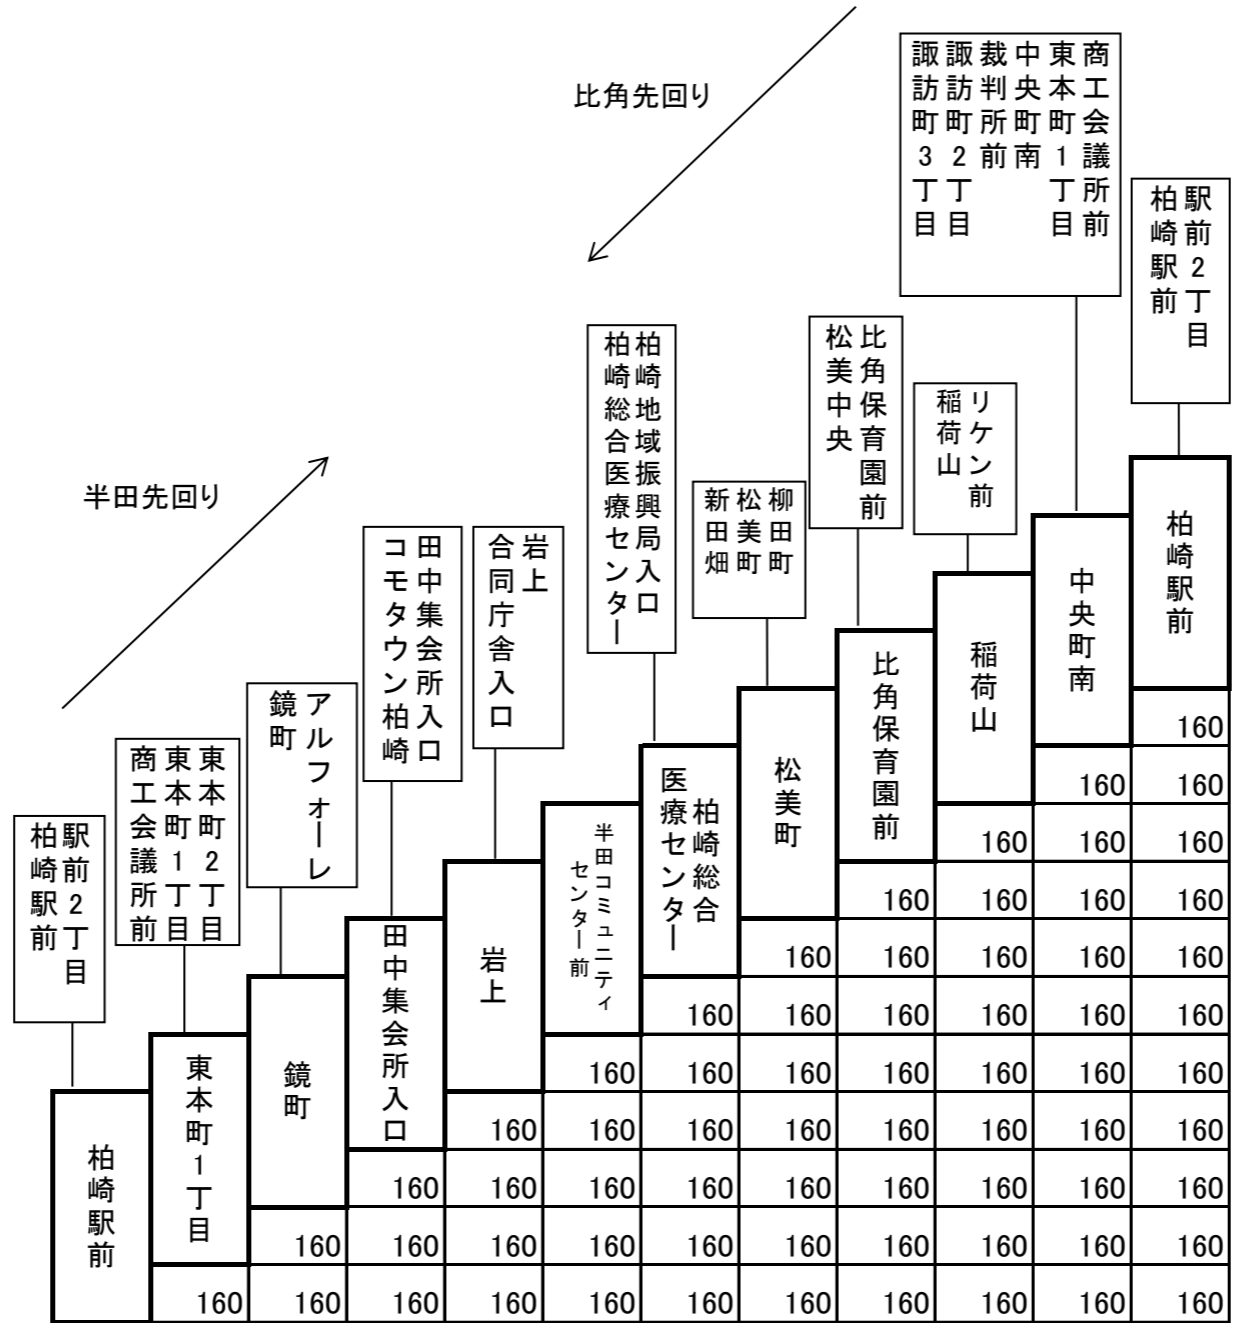 比角先回り
商工会議所前
東本町1丁目
中央町南
裁判所前
諏訪町2丁目
諏訪町3丁目
駅前2丁目
柏崎駅前
比角保育園前
松美中央
柏崎地域振興局入口
柏崎総合医療センター
リケン前
稲荷山
半田先回り
柳田町
松美町
新田畑
岩上
合同庁舎入口
田中集会所入口
コモタウン柏崎
アルフォーレ
鏡町
東本町2丁目
東本町1丁目
商工会議所前
駅前2丁目
柏崎駅前
柏崎駅前
中央町南
稲荷山
比角保育園前
松美町
柏崎総合
医療センター
半田コミュニティ
センター前
岩上
田中集会所入口
鏡町
東本町1丁目
柏崎駅前
160
160 160
160 160 160
160 160 160 160
160 160 160 160 160
160 160 160 160 160 160
160 160 160 160 160 160 160
160 160 160 160 160 160 160 160
160 160 160 160 160 160 160 160 160
160 160 160 160 160 160 160 160 160 160
160 160 160 160 160 160 160 160 160 160 160